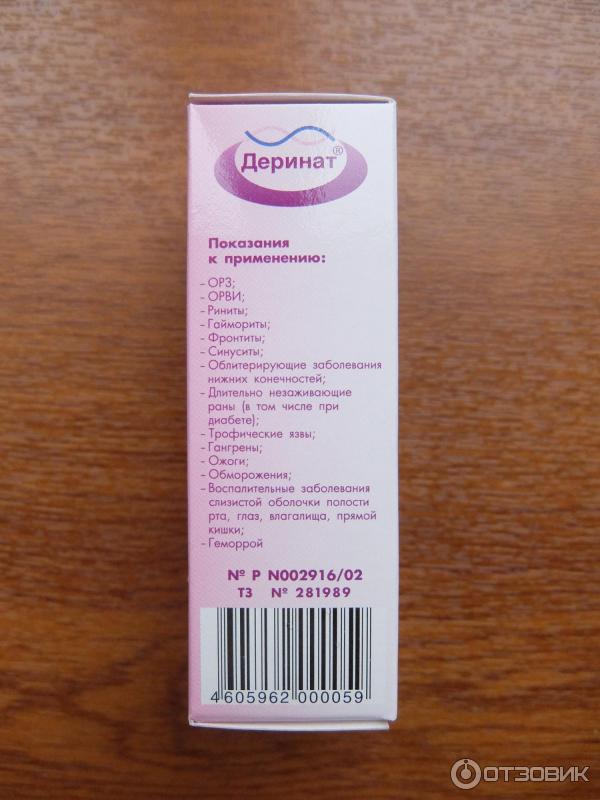 Деринат®
Показания
к применению:
- ОРЗ;
- ОРВИ;
- Риниты;
- Гаймориты;
- Фронтиты;
- Синуситы;
- Облитерирующие заболевания
нижних конечностей;
- Длительно незаживающие
раны (в том числе при
диабете);
- Трофические язвы;
- Гангрены;
- Ожоги;
- Обморожения;
- Воспалительные заболевания
слизистой оболочки полости
рта, глаз, влагалища, прямой
кишки;
- Геморрой
№ Р N002916/02
ТЗ № 281989
4605962 000059
ОТЗОВИК